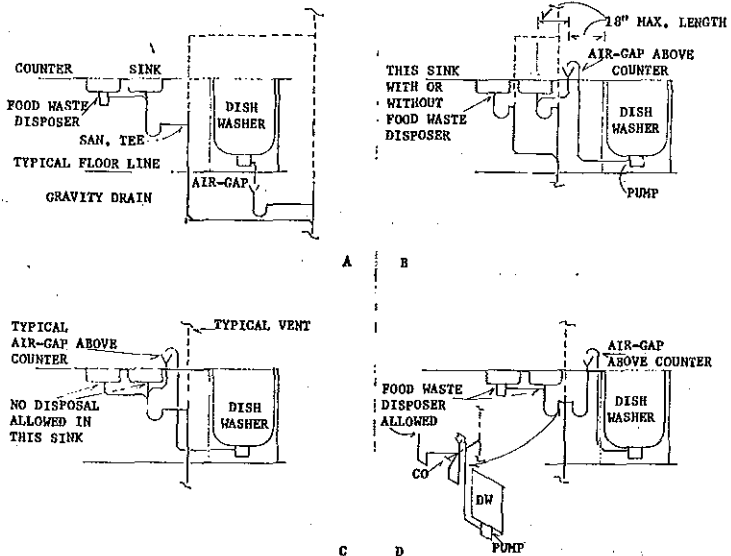 COUNTER
SINK
FOOD WASTE
DISPOSER
DISH
WASHER
SAN. TEE
TYPICAL FLOOR LINE
AIR-GAP
GRAVITY DRAIN
A
18" MAX. LENGTH
AIR-GAP ABOVE
COUNTER
THIS SINK
WITH OR
WITHOUT
FOOD WASTE
DISPOSER
DISH
WASHER
PUMP
B
TYPICAL
AIR-GAP ABOVE
COUNTER
TYPICAL VENT
NO DISPOSAL
ALLOWED IN
THIS SINK
DISH
WASHER
C
AIR-GAP
ABOVE COUNTER
FOOD WASTE
DISPOSER
ALLOWED
DISH
WASHER
CO
DW
PUMP
D